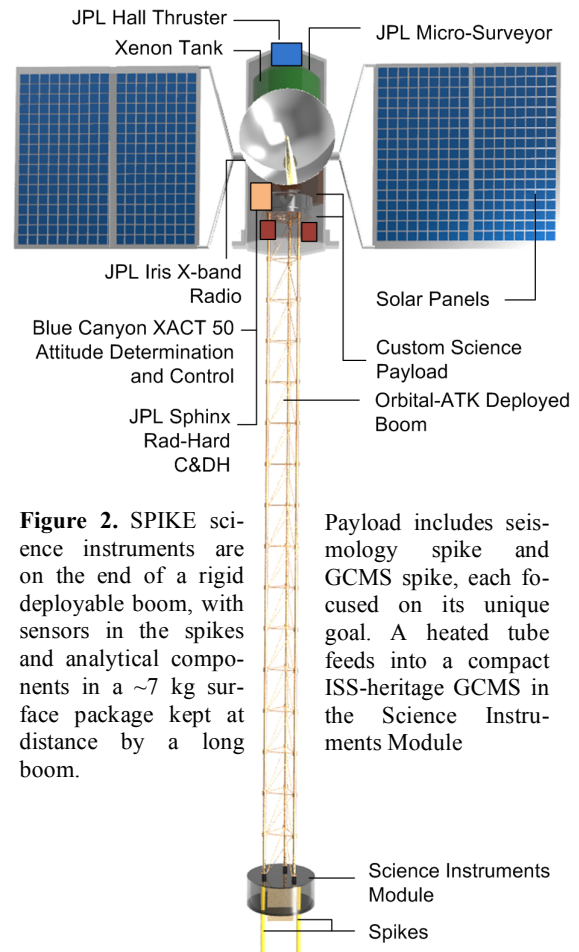 JPL Hall Thruster
Xenon Tank
JPL Micro-Surveyor
JPL Iris X-band
Radio
Solar Panels
Blue Canyon XACT 50
Attitude Determination
and Control
Custom Science
Payload
Orbital-ATK Deployed
Boom
JPL Sphinx
Rad-Hard
C&DH
Figure 2. SPIKE sci-
ence instruments are
on the end of a rigid
deployable boom, with
sensors in the spikes
and analytical compo-
nents in a ~7 kg sur-
face package kept at
distance by a long
boom.
Payload includes seis-
mology spike and
GCMS spike, each fo-
cused on its unique
goal. A heated tube
feeds into a compact
ISS-heritage GCMS in
the Science Instru-
ments Module
Science Instruments
Module
Spikes